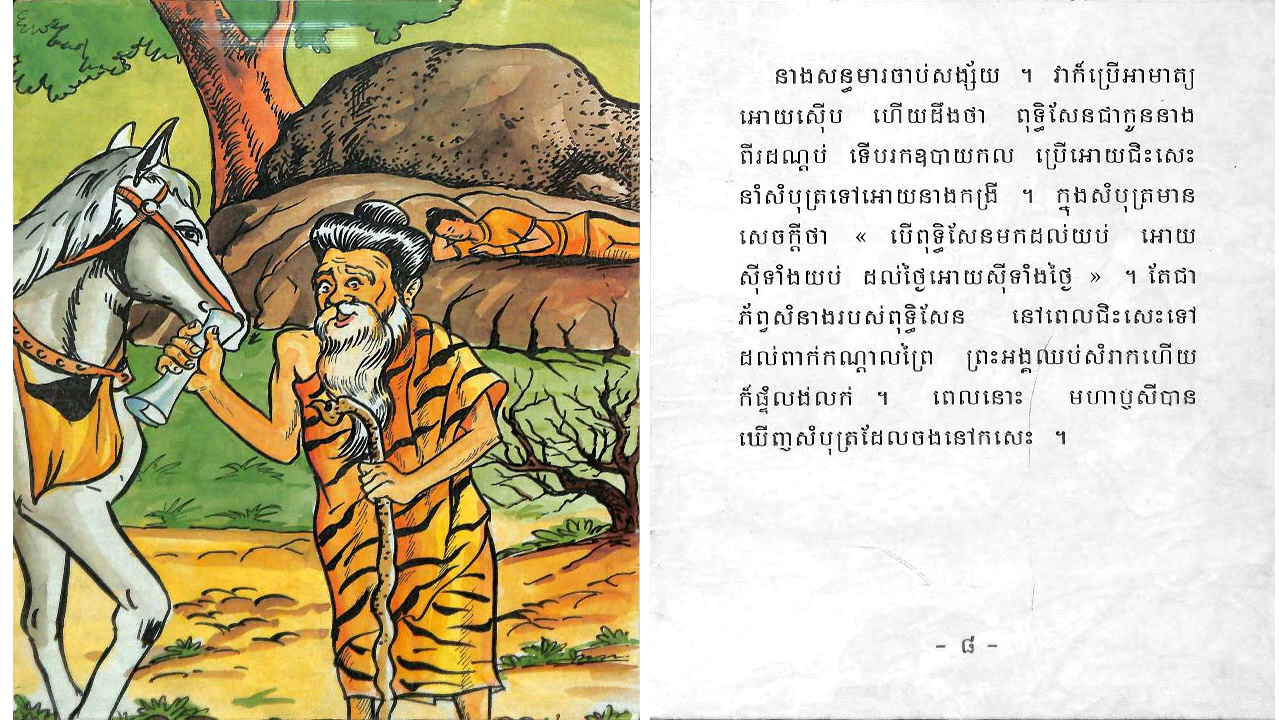 នាងសន្ធមារចាប់សង្ស័យ ។ វាក៏ប្រើអាមាត្យ
អោយស៊ើប ហើយដឹងថា ពុទ្ធិសែនជាកូននាង
ពីរដណ្ដប់ ទើបរកឧបាយកល ប្រើអោយជិះសេះ
នាំសំបុត្រទៅអោយនាងកង្រី ។ ក្នុងសំបុត្រមាន
សេចក្ដីថា « បើពុទ្ធិសែនមកដល់យប់ អោយ
ស៊ីទាំងយប់ ដល់ថ្ងៃអោយស៊ីទាំងថ្ងៃ » ។ តែជា
ភ័ព្វសំនាងរបស់ពុទ្ធិសែន នៅពេលជិះសេះទៅ
ដល់ពាក់កណ្ដាលព្រៃ ព្រះអង្គឈប់សំរាកហើយ
ក៏ផ្ទំលង់លក់ ។ ពេលនោះ មហាឫសីបាន
ឃើញសំបុត្រដែលចងនៅកសេះ ។
- ៨ -